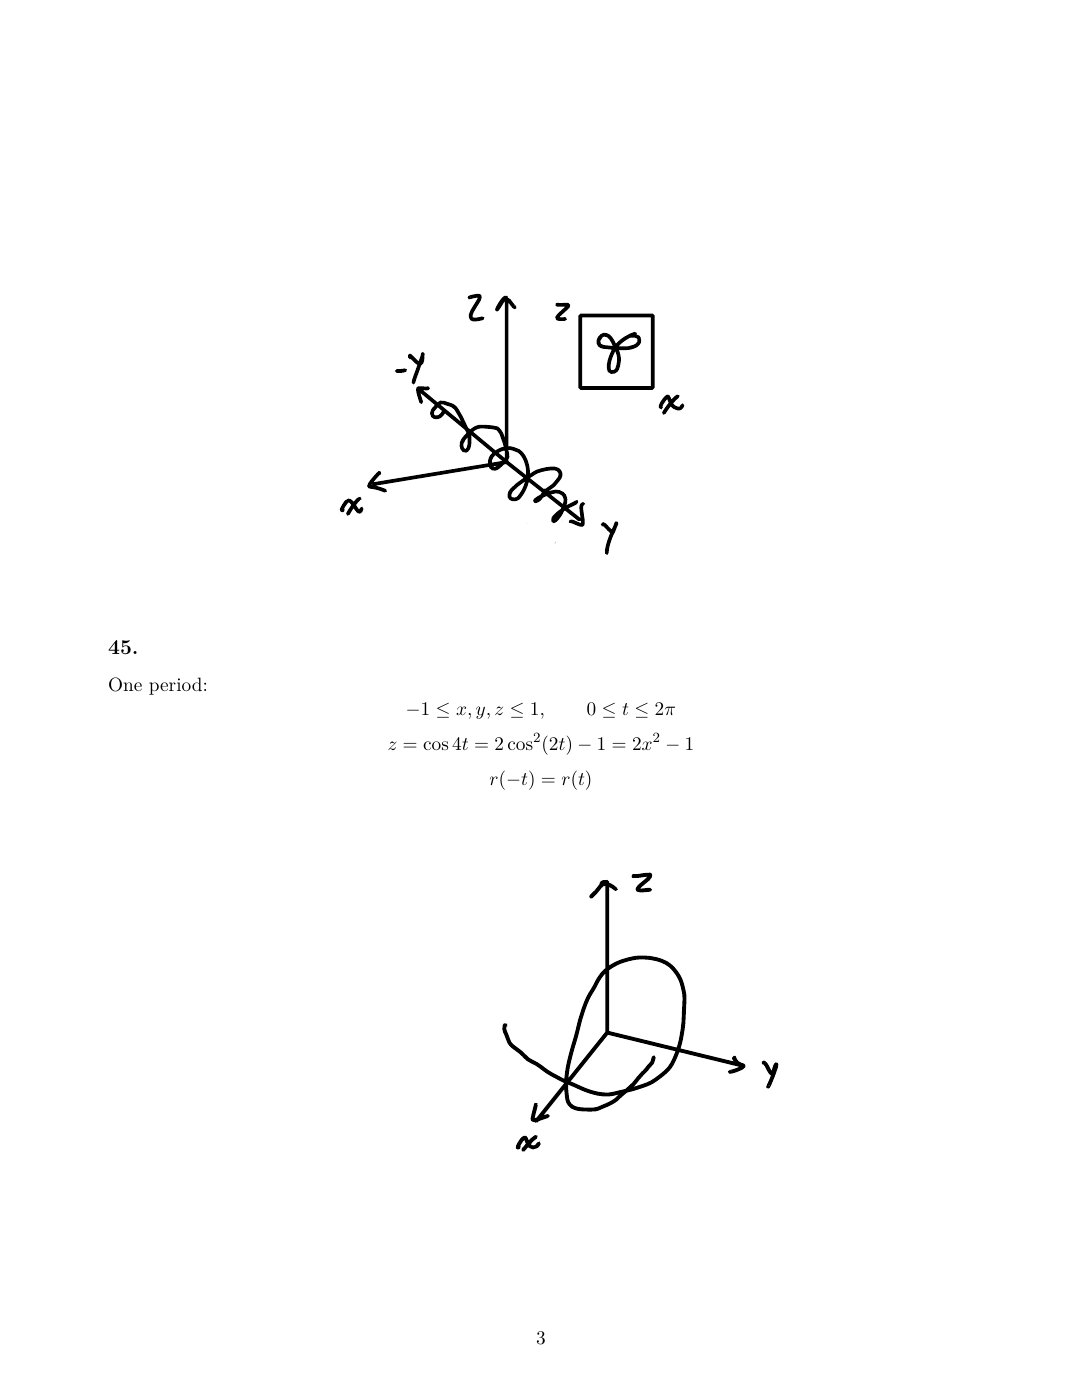 z
z
-y
x
x
y
45.
One period:
−1 ≤ x, y, z ≤ 1, 0 ≤ t ≤ 2π
z = cos 4t = 2 cos²(2t) − 1 = 2x² − 1
r(−t) = r(t)
z
y
x
3